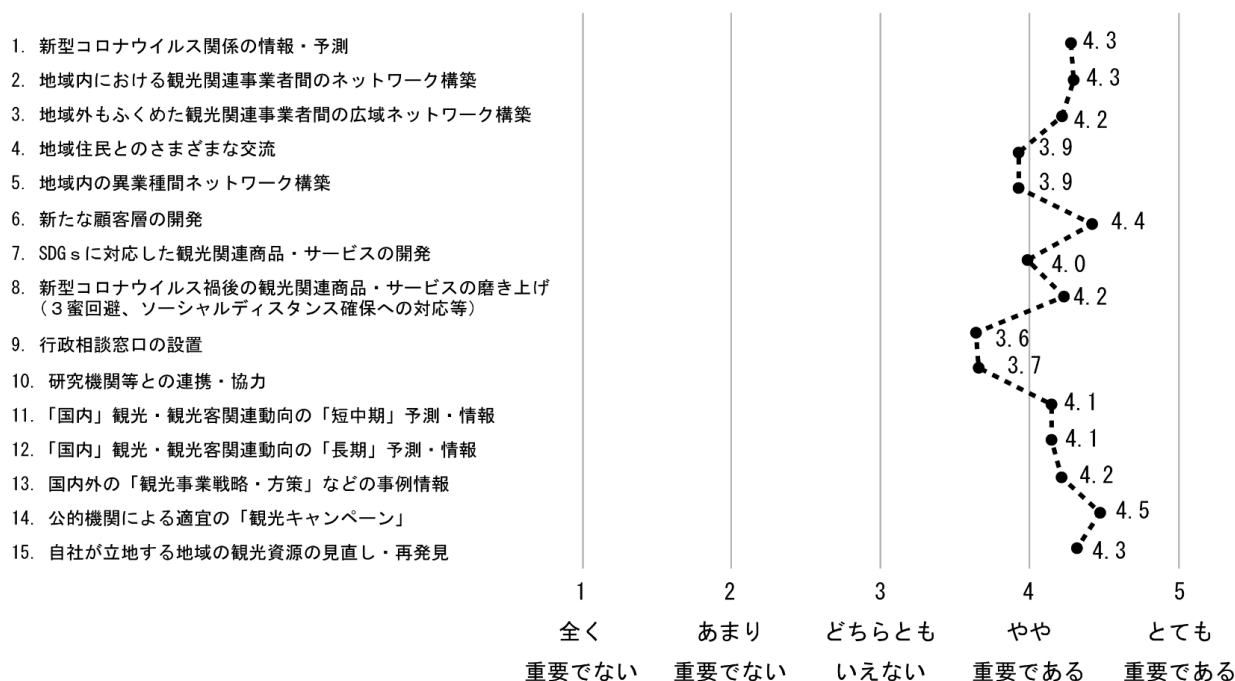 1. 新型コロナウイルス関係の情報・予測
2. 地域内における観光関連事業者間のネットワーク構築
3. 地域外もふくめた観光関連事業者間の広域ネットワーク構築
4. 地域住民とのさまざまな交流
5. 地域内の異業種間ネットワーク構築
6. 新たな顧客層の開発
7. SDGsに対応した観光関連商品・サービスの開発
8. 新型コロナウイルス禍後の観光関連商品・サービスの磨き上げ
（３蜜回避、ソーシャルディスタンス確保への対応等）
9. 行政相談窓口の設置
10. 研究機関等との連携・協力
11. 「国内」観光・観光客関連動向の「短中期」予測・情報
12. 「国内」観光・観光客関連動向の「長期」予測・情報
13. 国内外の「観光事業戦略・方策」などの事例情報
14. 公的機関による適宜の「観光キャンペーン」
15. 自社が立地する地域の観光資源の見直し・再発見
4.3
4.3
4.2
3.9
3.9
4.4
4.0
4.2
3.6
3.7
4.1
4.1
4.2
4.5
4.3
1 2 3 4 5
全く あまり どちらとも やや とても
重要でない 重要でない いえない 重要である 重要である